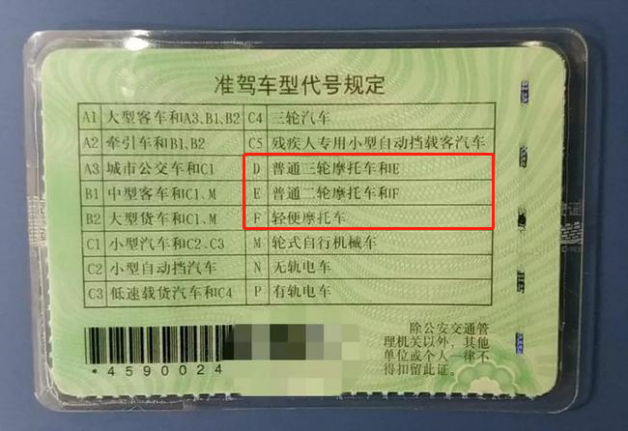 准驾车型代号规定
A1 大型客车和A3、B1、B2 C4 三轮汽车
A2 牵引车和B1、B2 C5 残疾人专用小型自动挡载客汽车
A3 城市公交车和C1 D 普通三轮摩托车和E
B1 中型客车和C1、M E 普通二轮摩托车和F
B2 大型货车和C1、M F 轻便摩托车
C1 小型汽车和C2、C3 M 轮式自行机械车
C2 小型自动挡汽车 N 无轨电车
C3 低速载货汽车和C4 P 有轨电车
除公安交通管
理机关以外，其他
单位或个人一律不
得扣留此证。
*4590024